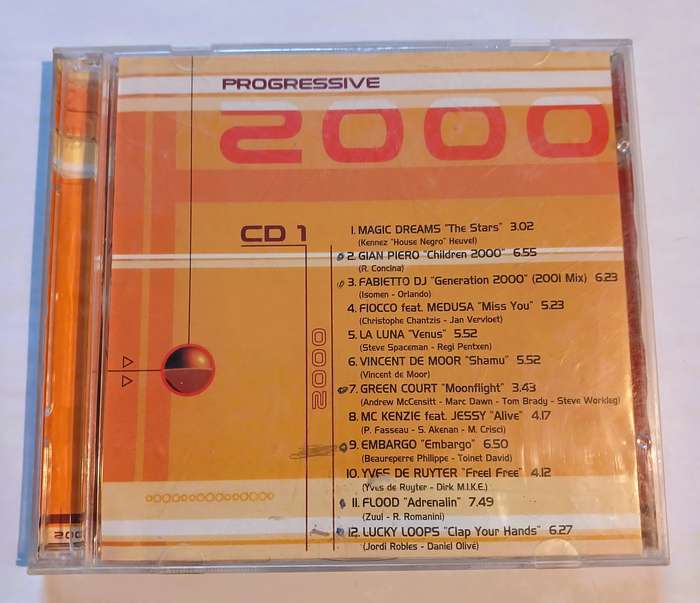 PROGRESSIVE
2000
CD 1
1. MAGIC DREAMS "The Stars" 3.02
(Kennez "House Negro" Heuvel)
2. GIAN PIERO "Children 2000" 6.55
(R. Concina)
3. FABIETTO DJ "Generation 2000" (2001 Mix) 6.23
(Isomen - Orlando)
4. FIOCCO feat. MEDUSA "Miss You" 5.23
(Christophe Chantzis - Jan Vervloet)
5. LA LUNA "Venus" 5.52
(Steve Spaceman - Regi Pentxen)
6. VINCENT DE MOOR "Shamu" 5.52
(Vincent de Moor)
7. GREEN COURT "Moonflight" 3.43
(Andrew McCensitt - Marc Dawn - Tom Brady - Steve Workleg)
8. MC KENZIE feat. JESSY "Alive" 4.17
(P. Fasseau - S. Akenan - M. Crisci)
9. EMBARGO "Embargo" 6.50
(Beaureperre Philippe - Toinet David)
10. YVES DE RUYTER "Freel Free" 4.12
(Yves de Ruyter - Dirk M.I.K.E.)
11. FLOOD "Adrenalin" 7.49
(Zuul - R. Romanini)
12. LUCKY LOOPS "Clap Your Hands" 6.27
(Jordi Robles - Daniel Olivé)
2000
200